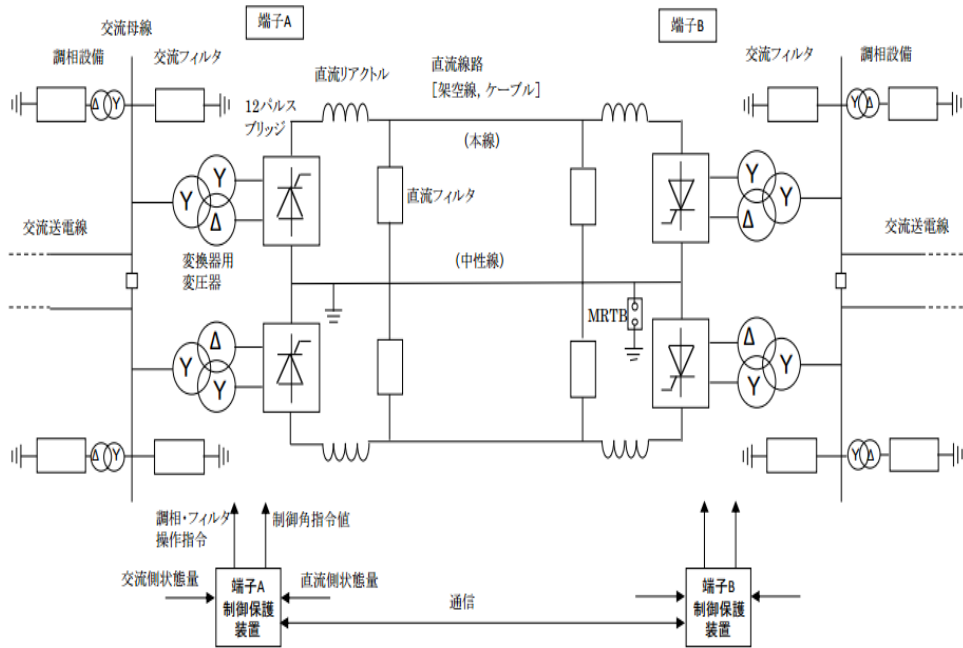 端子A
端子B
交流母線
調相設備
交流フィルタ
直流リアクトル
直流線路
[架空線, ケーブル]
交流フィルタ
調相設備
12パルス
ブリッジ
(本線)
Δ
Y
Y
Δ
Y
Y
Δ
直流フィルタ
Y
Δ
Y
交流送電線
変換器用
変圧器
(中性線)
交流送電線
MRTB
Y
Δ
Y
Δ
Y
Y
Δ
Y
Y
Δ
調相・フィルタ
操作指令
制御角指令値
交流側状態量
端子A
制御保護
装置
直流側状態量
通信
端子B
制御保護
装置